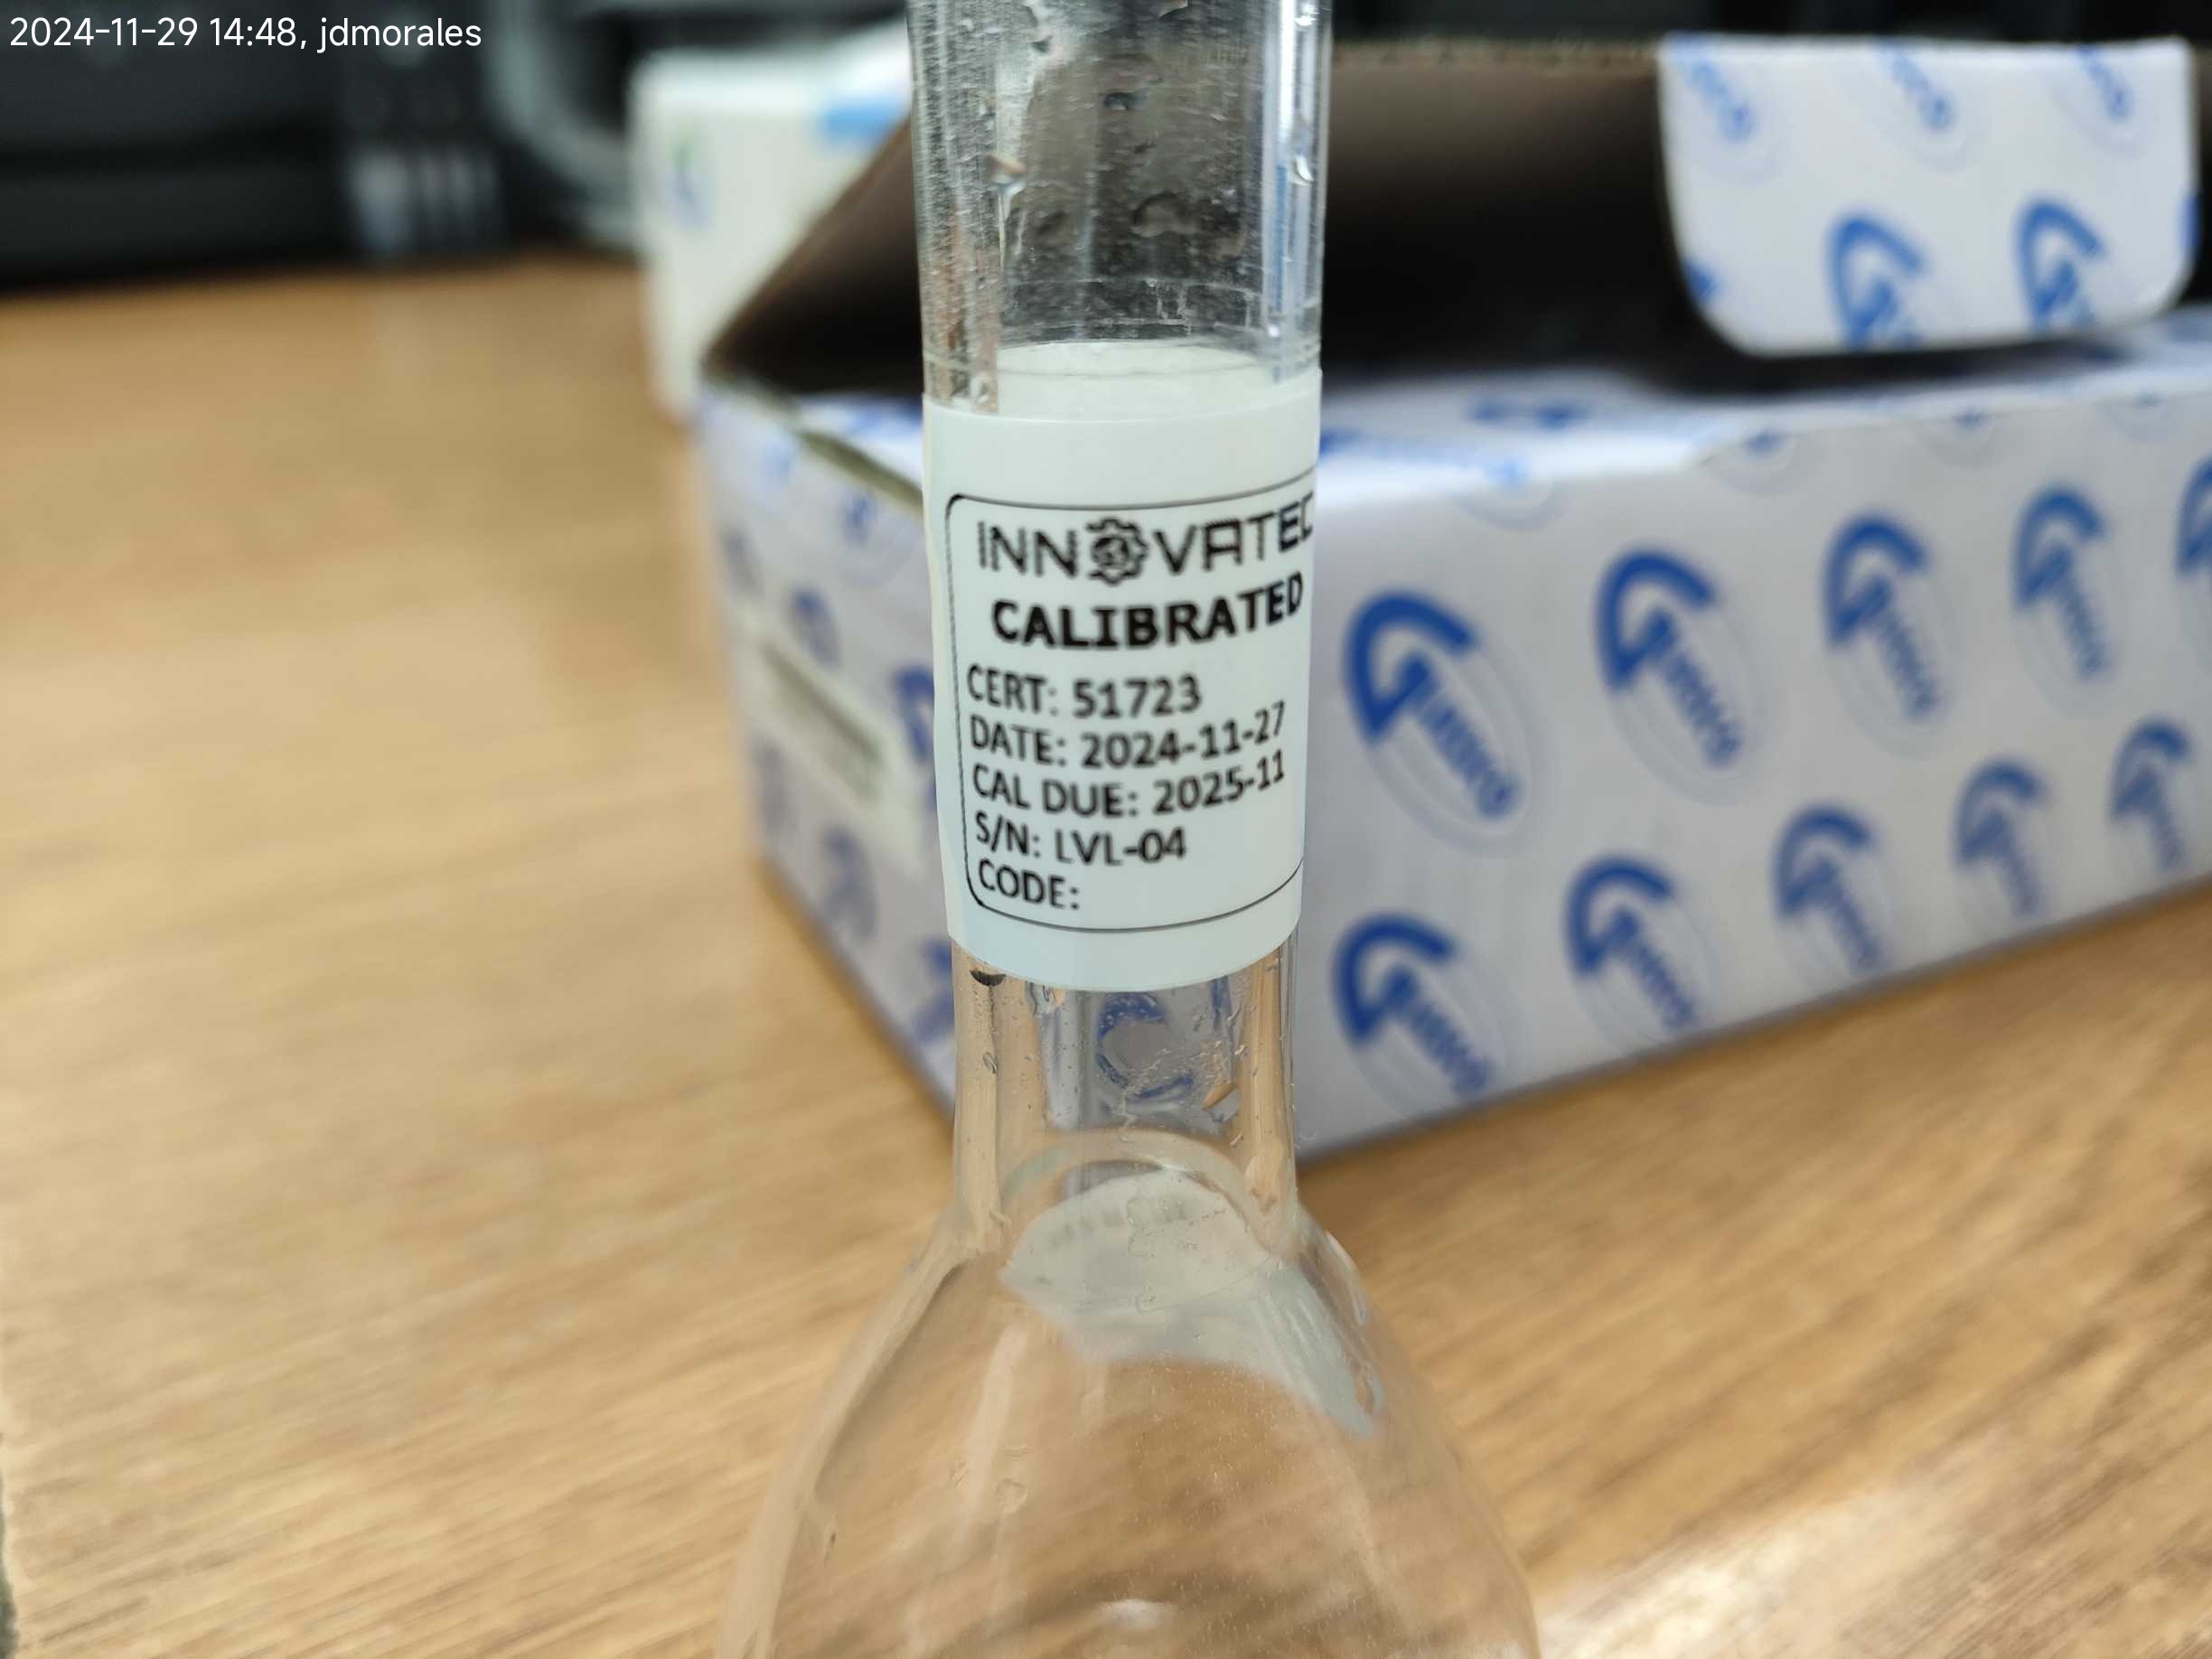 2024-11-29 14:48, jdmorales
INNOVATEC
CALIBRATED
CERT: 51723
DATE: 2024-11-27
CAL DUE: 2025-11
S/N: LVL-04
CODE: